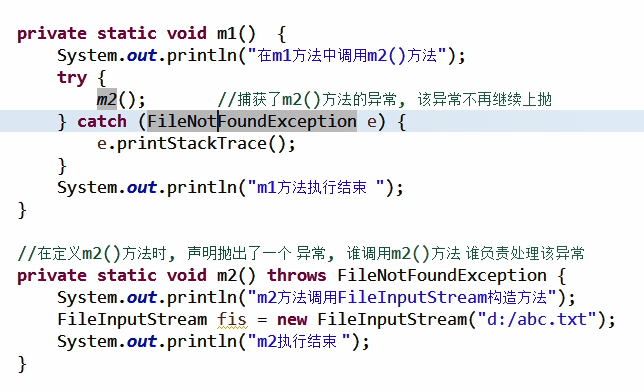 private static void m1()  {
    System.out.println("在m1方法中调用m2()方法");
    try {
        m2();       //捕获了m2()方法的异常, 该异常不再继续上抛
    } catch (FileNotFoundException e) {
        e.printStackTrace();
    }
    System.out.println("m1方法执行结束 ");
}

//在定义m2()方法时, 声明抛出了一个 异常, 谁调用m2()方法 谁负责处理该异常
private static void m2() throws FileNotFoundException {
    System.out.println("m2方法调用FileInputStream构造方法");
    FileInputStream fis = new FileInputStream("d:/abc.txt");
    System.out.println("m2执行结束 ");
}